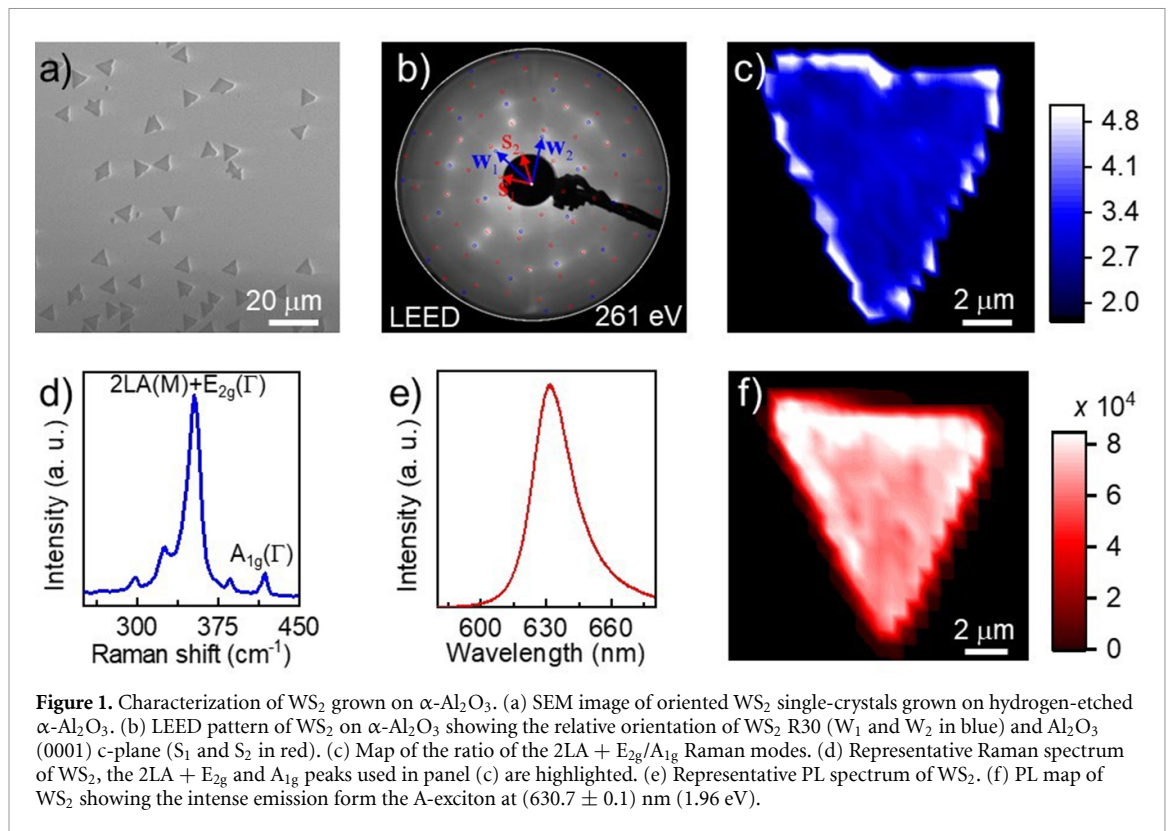 a)
20 μm
b)
W₁
S₂
W₂
S₁
LEED
261 eV
c)
4.8
4.1
3.4
2.7
2.0
2 μm
d)
2LA(M)+E₂g(Γ)
A₁g(Γ)
Intensity (a. u.)
300
375
450
Raman shift (cm⁻¹)
e)
Intensity (a. u.)
600
630
660
Wavelength (nm)
f)
x 10⁴
8
6
4
2
0
2 μm
Figure 1. Characterization of WS₂ grown on α-Al₂O₃. (a) SEM image of oriented WS₂ single-crystals grown on hydrogen-etched
α-Al₂O₃. (b) LEED pattern of WS₂ on α-Al₂O₃ showing the relative orientation of WS₂ R30 (W₁ and W₂ in blue) and Al₂O₃
(0001) c-plane (S₁ and S₂ in red). (c) Map of the ratio of the 2LA + E₂g/A₁g Raman modes. (d) Representative Raman spectrum
of WS₂, the 2LA + E₂g and A₁g peaks used in panel (c) are highlighted. (e) Representative PL spectrum of WS₂. (f) PL map of
WS₂ showing the intense emission form the A-exciton at (630.7 ± 0.1) nm (1.96 eV).